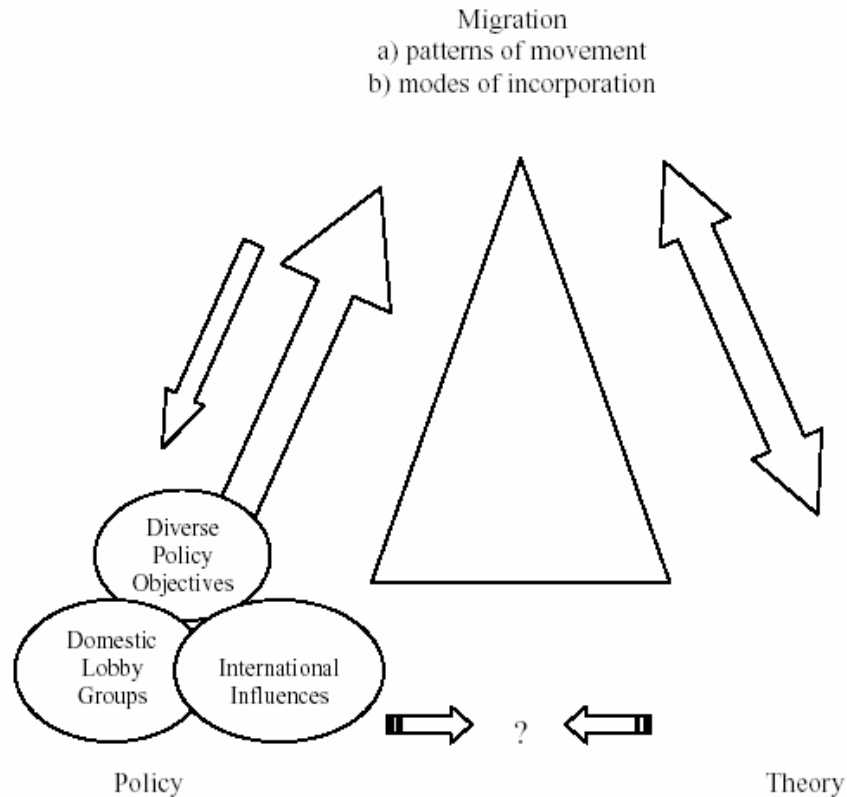 Migration
a) patterns of movement
b) modes of incorporation
Diverse
Policy
Objectives
Domestic
Lobby
Groups
International
Influences
?
Policy
Theory